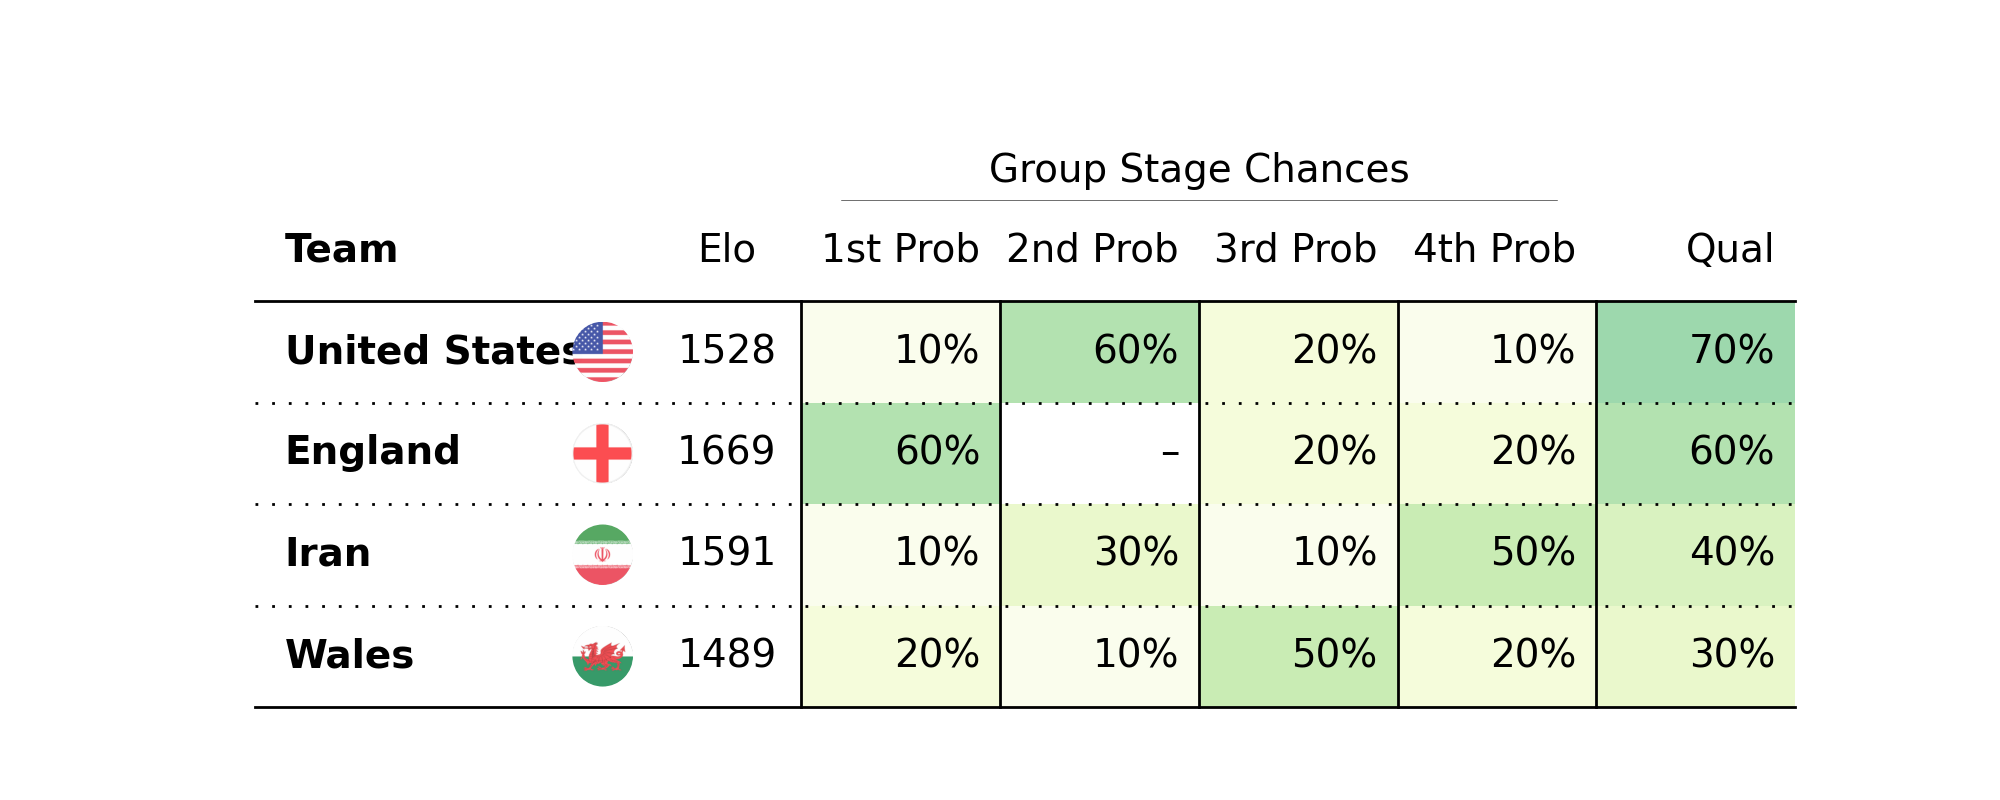 Group Stage Chances
Team Elo 1st Prob 2nd Prob 3rd Prob 4th Prob Qual
United States 1528 10% 60% 20% 10% 70%
England 1669 60% – 20% 20% 60%
Iran 1591 10% 30% 10% 50% 40%
Wales 1489 20% 10% 50% 20% 30%